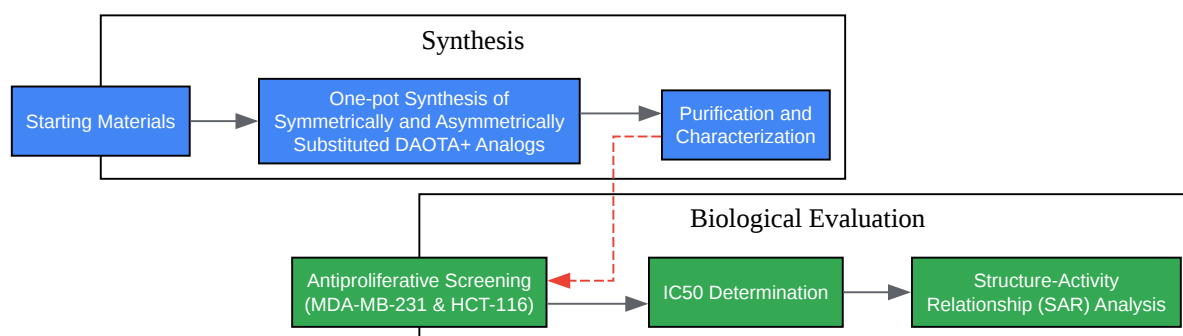 Synthesis
Starting Materials
One-pot Synthesis of
Symmetrically and Asymmetrically
Substituted DAOTA+ Analogs
Purification and
Characterization
Biological Evaluation
Antiproliferative Screening
(MDA-MB-231 & HCT-116)
IC50 Determination
Structure-Activity
Relationship (SAR) Analysis